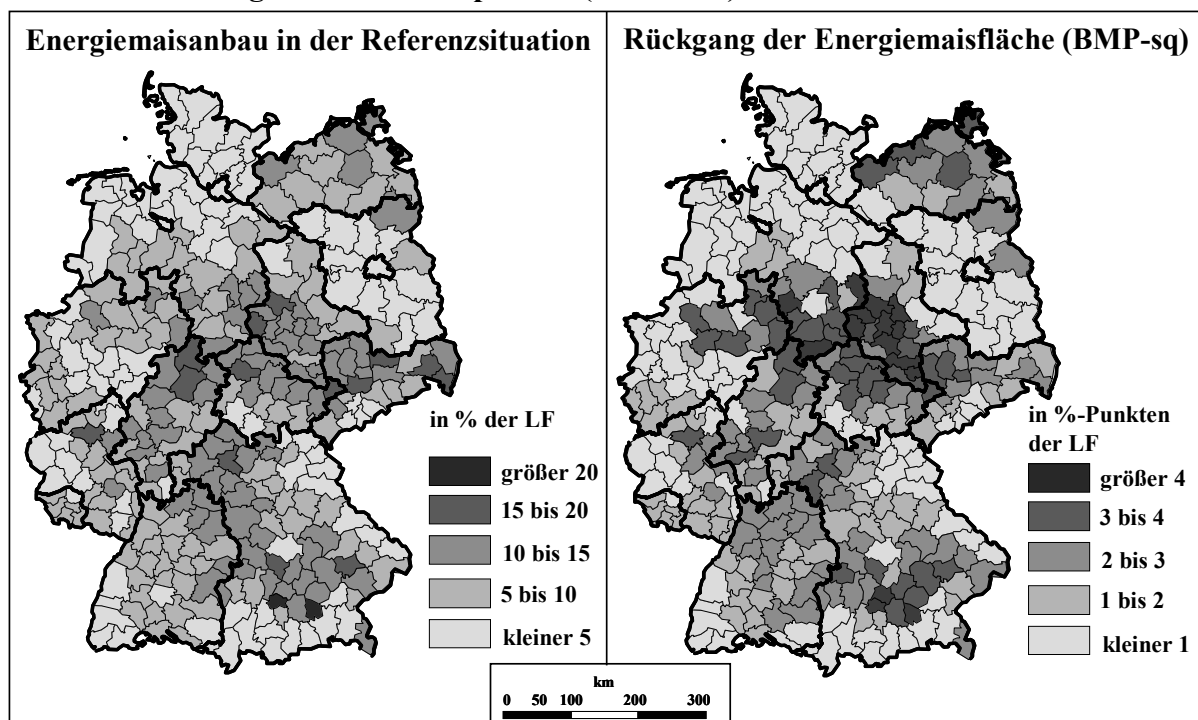 Energiemaisanbau in der Referenzsituation
in % der LF
größer 20
15 bis 20
10 bis 15
5 bis 10
kleiner 5
Rückgang der Energiemaisfläche (BMP-sq)
in %-Punkten
der LF
größer 4
3 bis 4
2 bis 3
1 bis 2
kleiner 1
km
0 50 100 200 300